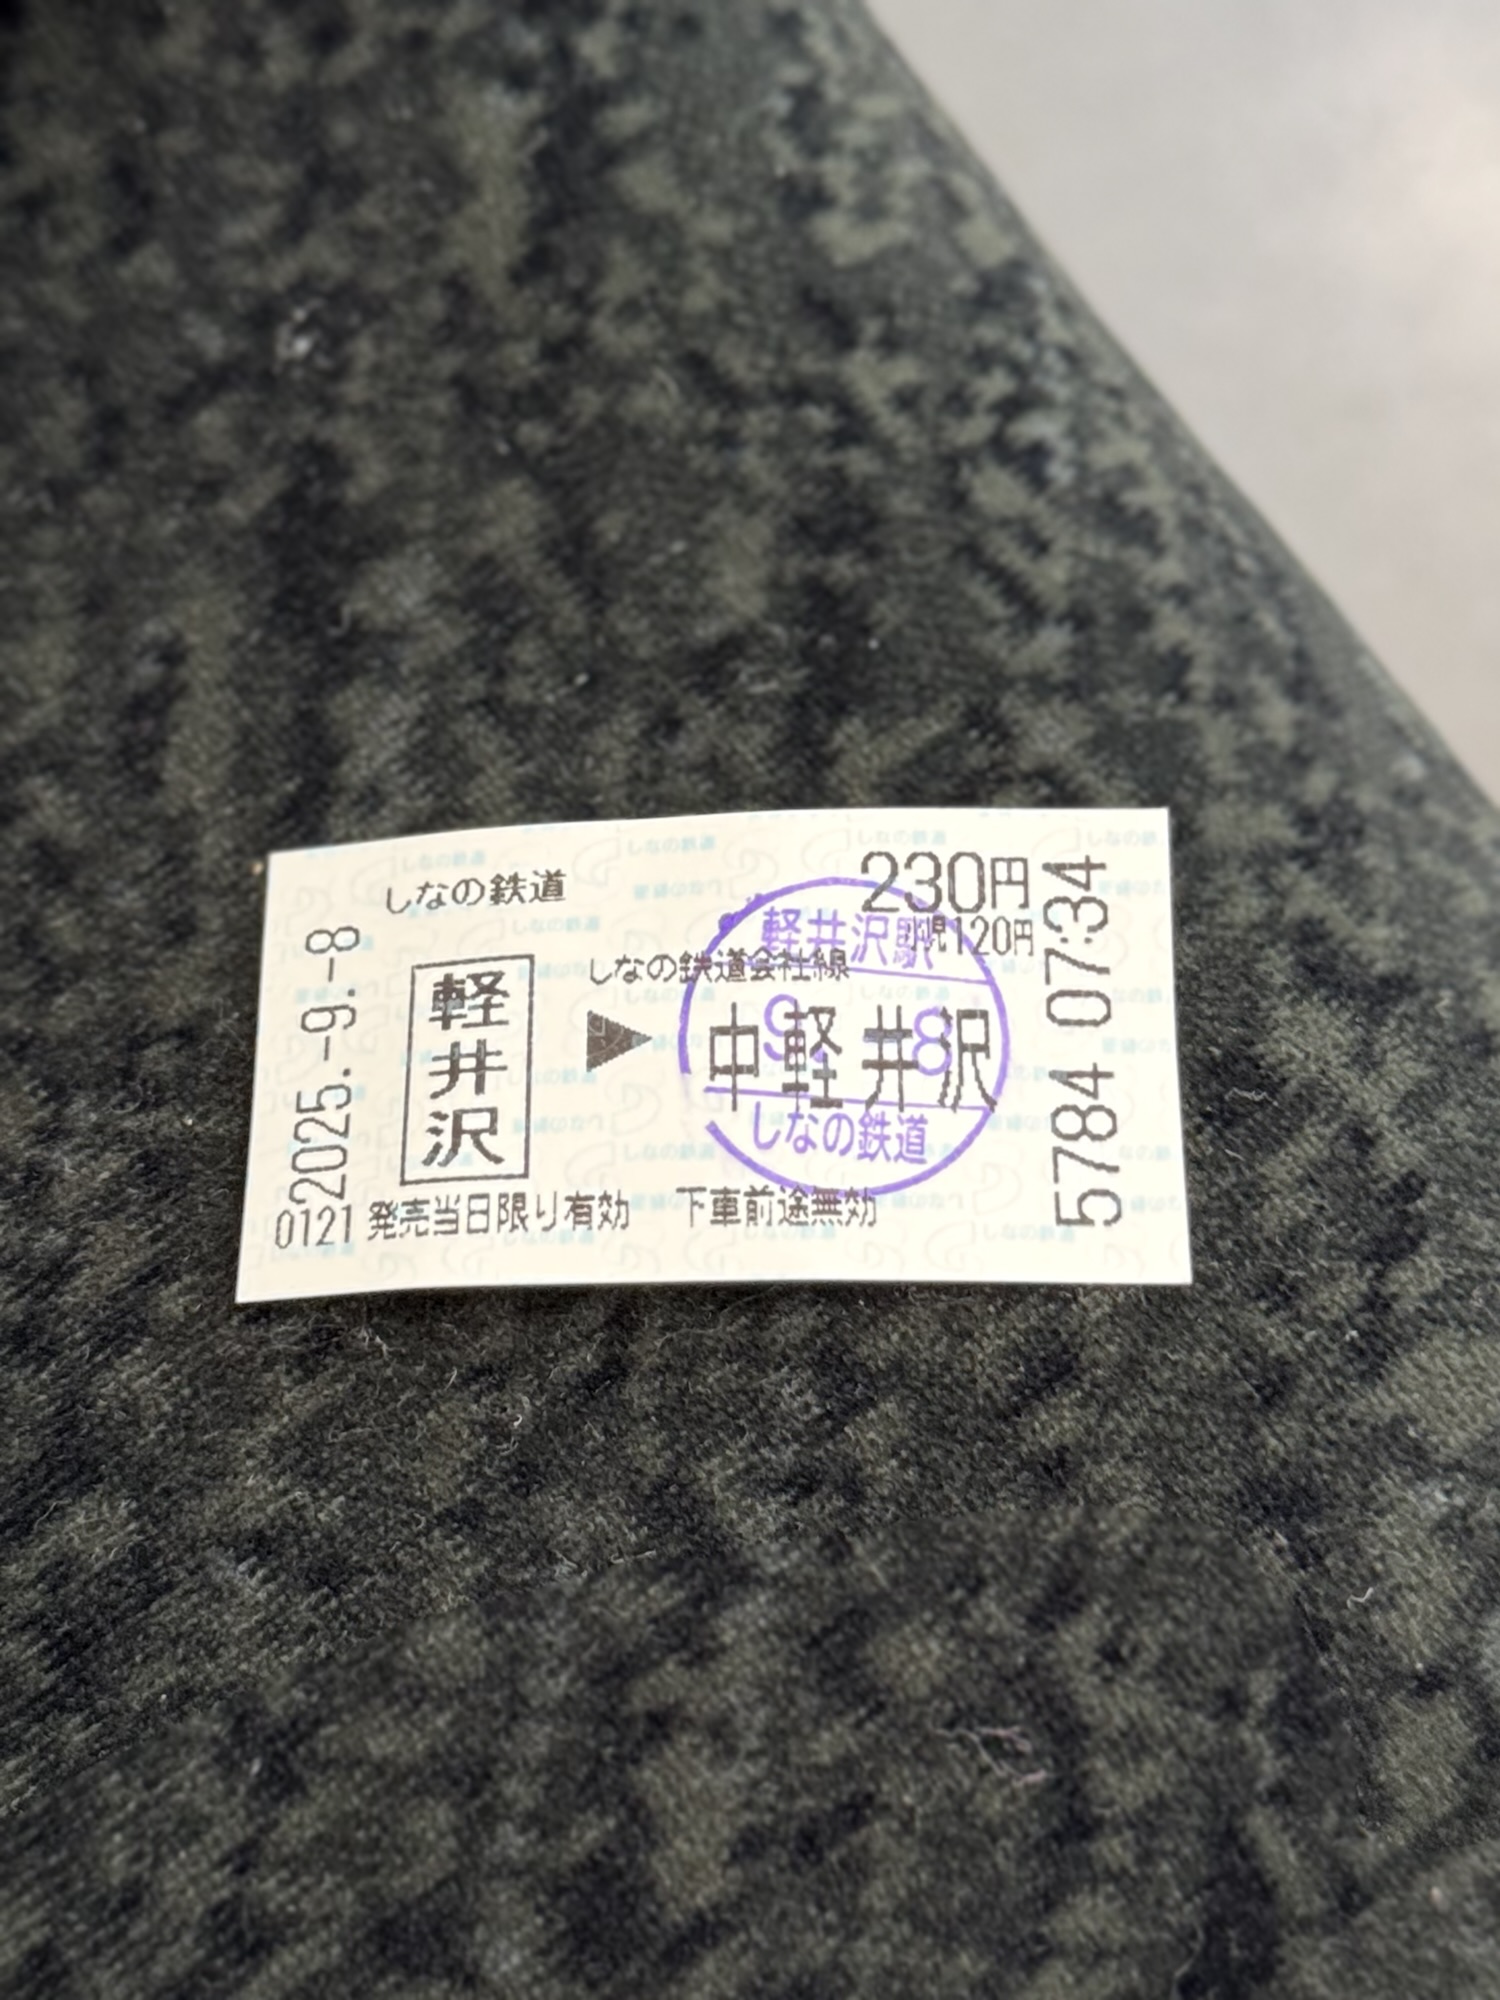 しなの鉄道
230円
小児120円
軽井沢
しなの鉄道会社線
中軽井沢
発売当日限り有効 下車前途無効
2025.-9.-8
0121
5784 07:34
軽井沢駅
9.-8
しなの鉄道